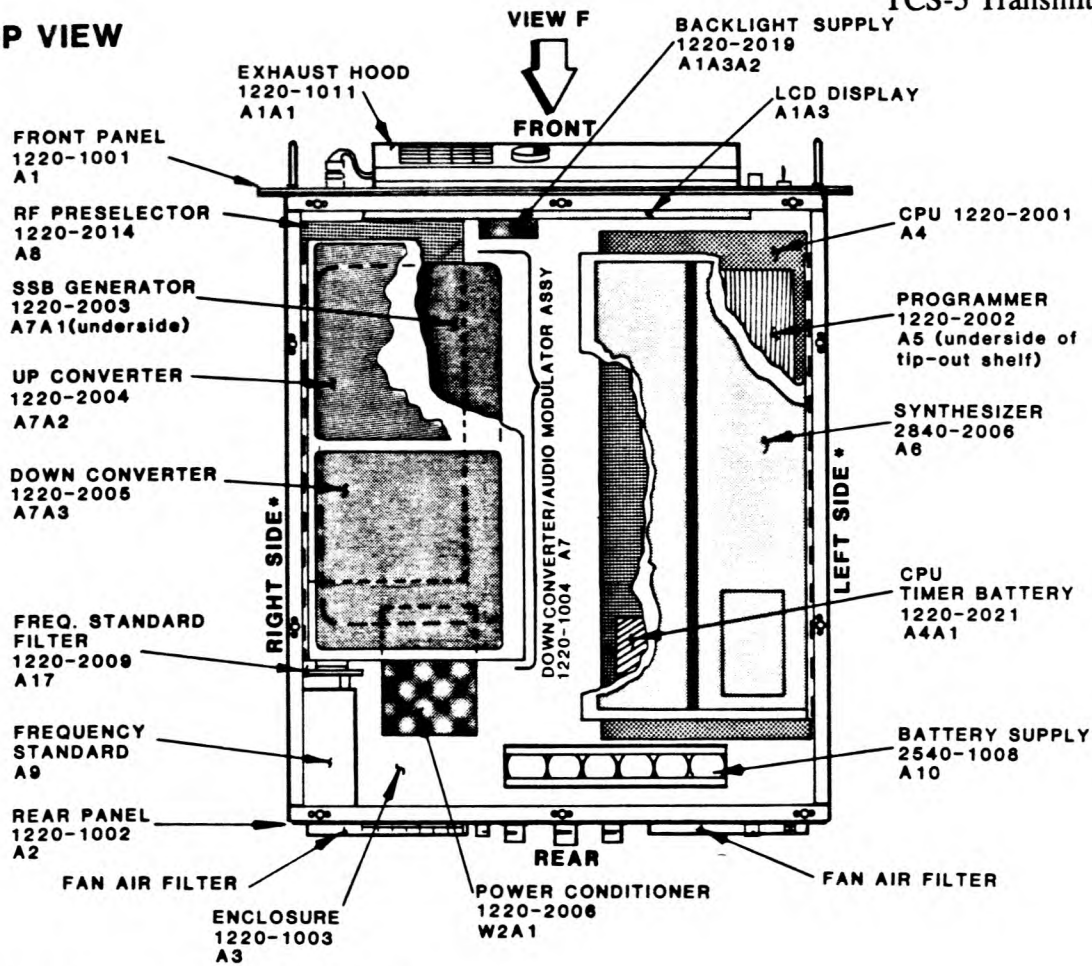 TCS-5 Transmit
P VIEW
VIEW F
FRONT
BACKLIGHT SUPPLY
1220-2019
A1A3A2
EXHAUST HOOD
1220-1011
A1A1
LCD DISPLAY
A1A3
FRONT PANEL
1220-1001
A1
RF PRESELECTOR
1220-2014
A8
SSB GENERATOR
1220-2003
A7A1(underside)
UP CONVERTER
1220-2004
A7A2
DOWN CONVERTER
1220-2005
A7A3
RIGHT SIDE*
FREQ. STANDARD
FILTER
1220-2009
A17
FREQUENCY
STANDARD
A9
REAR PANEL
1220-1002
A2
FAN AIR FILTER
ENCLOSURE
1220-1003
A3
DOWN CONVERTER/AUDIO MODULATOR ASSY
1220-1004 A7
CPU 1220-2001
A4
PROGRAMMER
1220-2002
A5 (underside of
tip-out shelf)
SYNTHESIZER
2840-2006
A6
LEFT SIDE*
CPU
TIMER BATTERY
1220-2021
A4A1
BATTERY SUPPLY
2540-1008
A10
REAR
POWER CONDITIONER
1220-2006
W2A1
FAN AIR FILTER